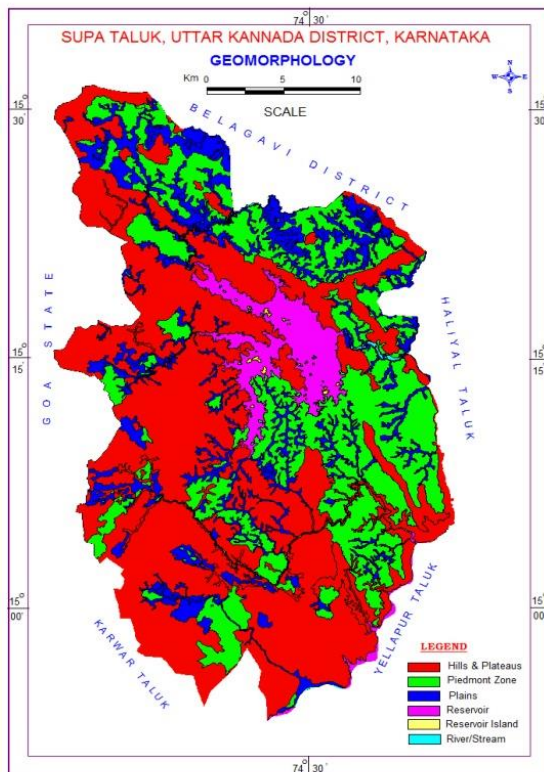 74° 30'
SUPA TALUK, UTTAR KANNADA DISTRICT, KARNATAKA
GEOMORPHOLOGY
Km 0 5 10
SCALE
N
W E
S
15°
30'
15°
30'
BELAGAVI DISTRICT
GOA STATE
HALIYAL TALUK
15°
15'
15°
15'
15°
00'
15°
00'
KARWAR TALUK
YELLAPUR TALUK
LEGEND
Hills & Plateaus
Piedmont Zone
Plains
Reservoir
Reservoir Island
River/Stream
74° 30'